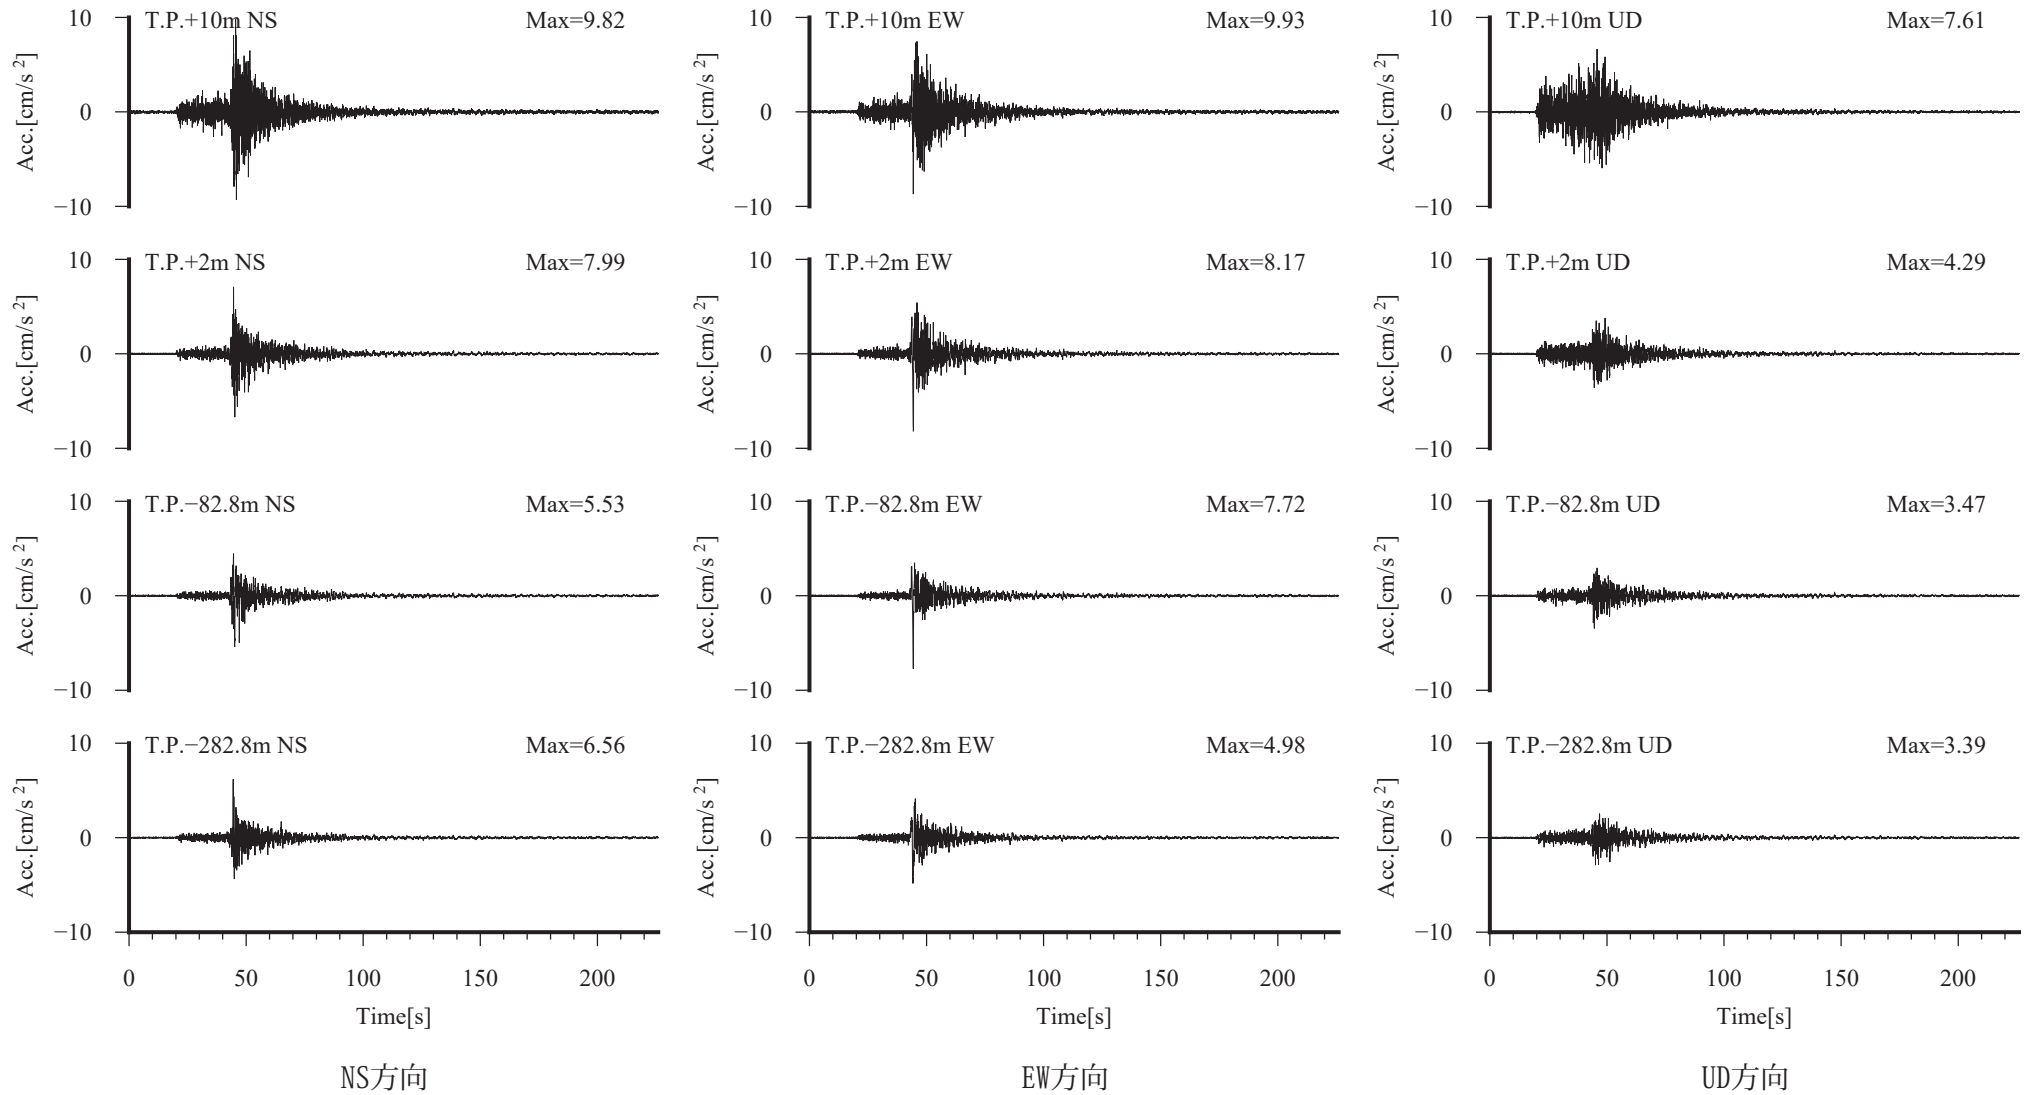 T.P.+10m NS Max=9.82
10
0
−10
Acc.[cm/s 2]
T.P.+10m EW Max=9.93
10
0
−10
Acc.[cm/s 2]
T.P.+10m UD Max=7.61
10
0
−10
Acc.[cm/s 2]
T.P.+2m NS Max=7.99
10
0
−10
Acc.[cm/s 2]
T.P.+2m EW Max=8.17
10
0
−10
Acc.[cm/s 2]
T.P.+2m UD Max=4.29
10
0
−10
Acc.[cm/s 2]
T.P.−82.8m NS Max=5.53
10
0
−10
Acc.[cm/s 2]
T.P.−82.8m EW Max=7.72
10
0
−10
Acc.[cm/s 2]
T.P.−82.8m UD Max=3.47
10
0
−10
Acc.[cm/s 2]
T.P.−282.8m NS Max=6.56
10
0
−10
Acc.[cm/s 2]
T.P.−282.8m EW Max=4.98
10
0
−10
Acc.[cm/s 2]
T.P.−282.8m UD Max=3.39
10
0
−10
Acc.[cm/s 2]
0 50 100 150 200
Time[s]
NS方向
0 50 100 150 200
Time[s]
EW方向
0 50 100 150 200
Time[s]
UD方向